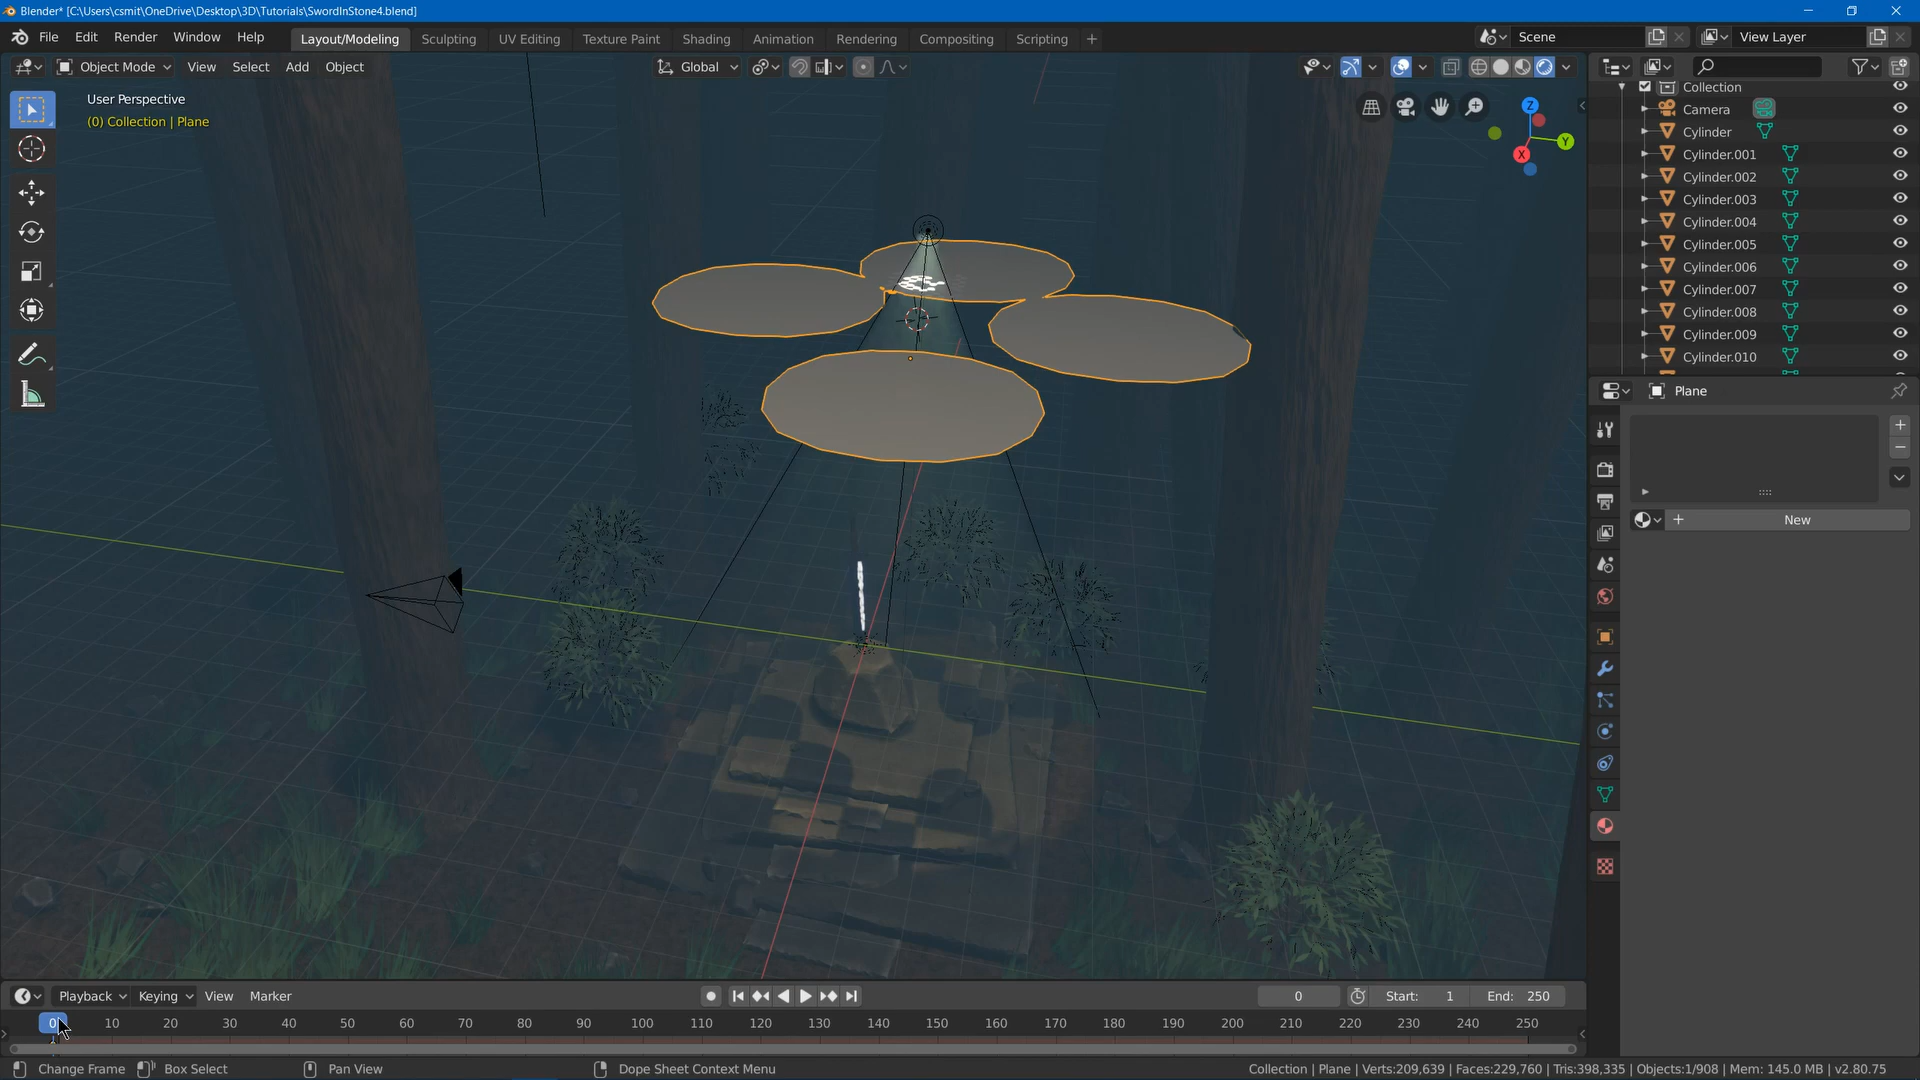 Blender* [C:\Users\csmit\OneDrive\Desktop\3D\Tutorials\SwordInStone4.blend]
File Edit Render Window Help Layout/Modeling Sculpting UV Editing Texture Paint Shading Animation Rendering Compositing Scripting + Scene View Layer
Object Mode View Select Add Object Global
User Perspective
(0) Collection | Plane
Z
Y
X
Collection
Camera
Cylinder
Cylinder.001
Cylinder.002
Cylinder.003
Cylinder.004
Cylinder.005
Cylinder.006
Cylinder.007
Cylinder.008
Cylinder.009
Cylinder.010
Plane
New
Playback Keying View Marker 0 Start: 1 End: 250
0 10 20 30 40 50 60 70 80 90 100 110 120 130 140 150 160 170 180 190 200 210 220 230 240 250
Change Frame Box Select Pan View Dope Sheet Context Menu Collection | Plane | Verts:209,639 | Faces:229,760 | Tris:398,335 | Objects:1/908 | Mem: 145.0 MB | v2.80.75